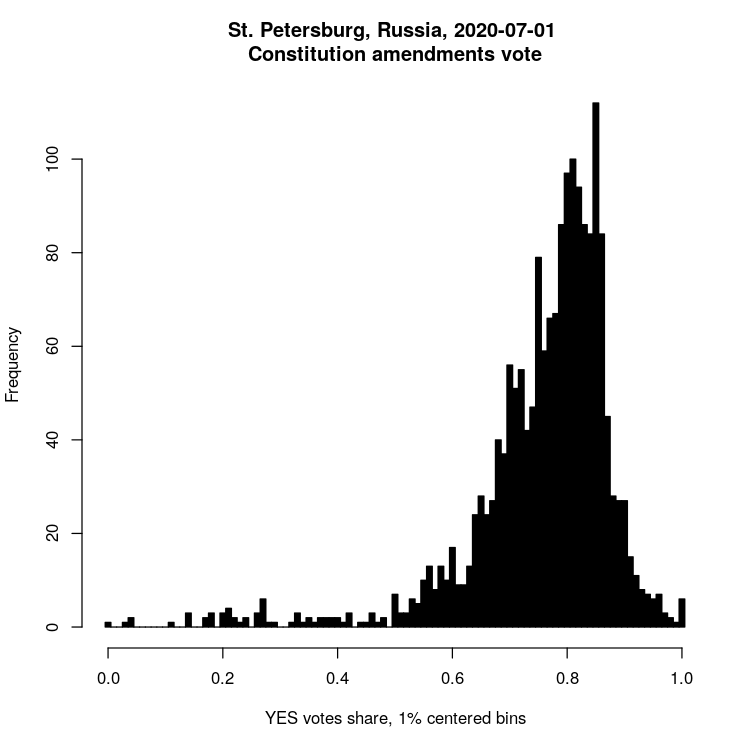 St. Petersburg, Russia, 2020-07-01
Constitution amendments vote
Frequency
100
80
60
40
20
0
0.0 0.2 0.4 0.6 0.8 1.0
YES votes share, 1% centered bins